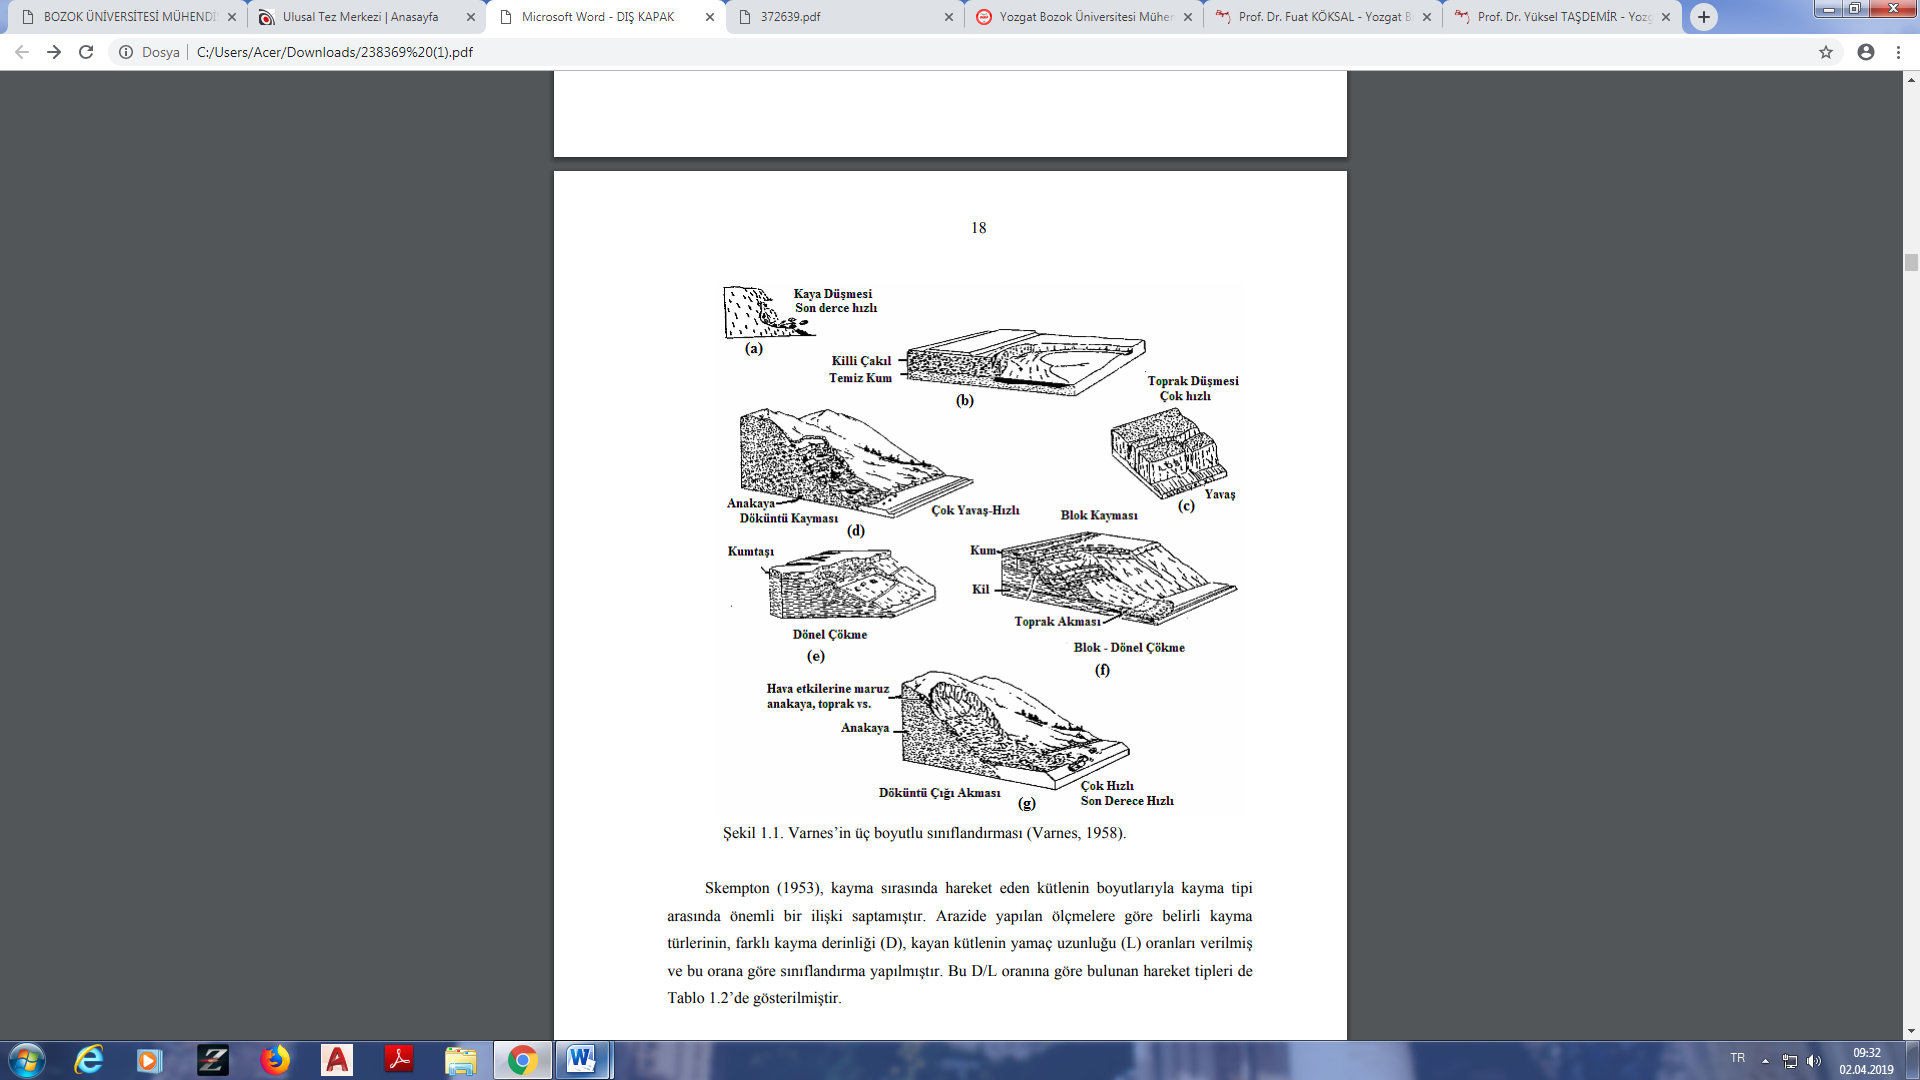 BOZOK ÜNİVERSİTESİ MÜHENDİS
Ulusal Tez Merkezi | Anasayfa
Microsoft Word - DIŞ KAPAK
372639.pdf
Yozgat Bozok Üniversitesi Müher
Prof. Dr. Fuat KÖKSAL - Yozgat B
Prof. Dr. Yüksel TAŞDEMİR - Yozg
Dosya | C:/Users/Acer/Downloads/238369%20(1).pdf
18
Kaya Düşmesi
Son derce hızlı
(a)
Killi Çakıl
Temiz Kum
(b)
Toprak Düşmesi
Çok hızlı
Yavaş
(c)
Anakaya
Döküntü Kayması
(d)
Çok Yavaş-Hızlı
Blok Kayması
Kumtaşı
Dönel Çökme
(e)
Kum
Kil
Toprak Akması
Blok - Dönel Çökme
(f)
Hava etkilerine maruz
anakaya, toprak vs.
Anakaya
Döküntü Çığı Akması
(g)
Çok Hızlı
Son Derece Hızlı
Şekil 1.1. Varnes’in üç boyutlu sınıflandırması (Varnes, 1958).
Skempton (1953), kayma sırasında hareket eden kütlenin boyutlarıyla kayma tipi
arasında önemli bir ilişki saptamıştır. Arazide yapılan ölçmelere göre belirli kayma
türlerinin, farklı kayma derinliği (D), kayan kütlenin yamaç uzunluğu (L) oranları verilmiş
ve bu orana göre sınıflandırma yapılmıştır. Bu D/L oranına göre bulunan hareket tipleri de
Tablo 1.2’de gösterilmiştir.
TR
09:32
02.04.2019